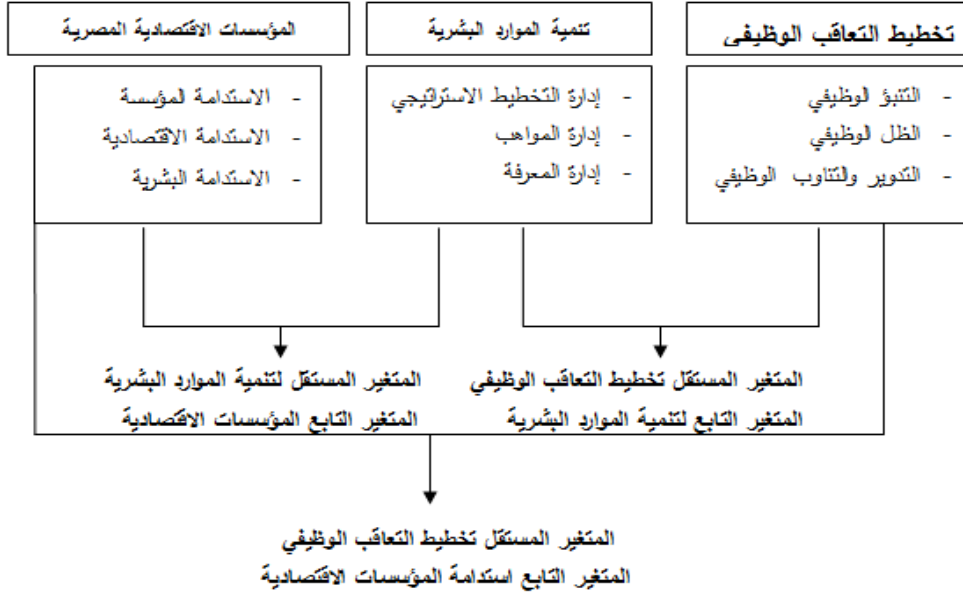 تخطيط التعاقب الوظيفى
- التنبؤ الوظيفي
- الظل الوظيفي
- التدوير والتناوب الوظيفي
تنمية الموارد البشرية
- إدارة التخطيط الاستراتيجي
- إدارة المواهب
- إدارة المعرفة
المؤسسات الاقتصادية المصرية
- الاستدامة المؤسسة
- الاستدامة الاقتصادية
- الاستدامة البشرية
المتغير المستقل تخطيط التعاقب الوظيفي
المتغير التابع لتنمية الموارد البشرية
المتغير المستقل لتنمية الموارد البشرية
المتغير التابع المؤسسات الاقتصادية
المتغير المستقل تخطيط التعاقب الوظيفي
المتغير التابع استدامة المؤسسات الاقتصادية